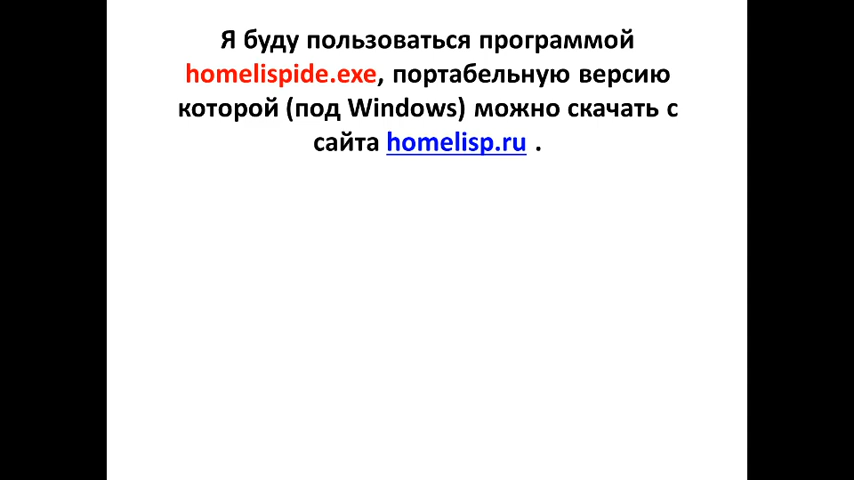 Я буду пользоваться программой
homelispide.exe, портабельную версию
которой (под Windows) можно скачать с
сайта homelisp.ru .